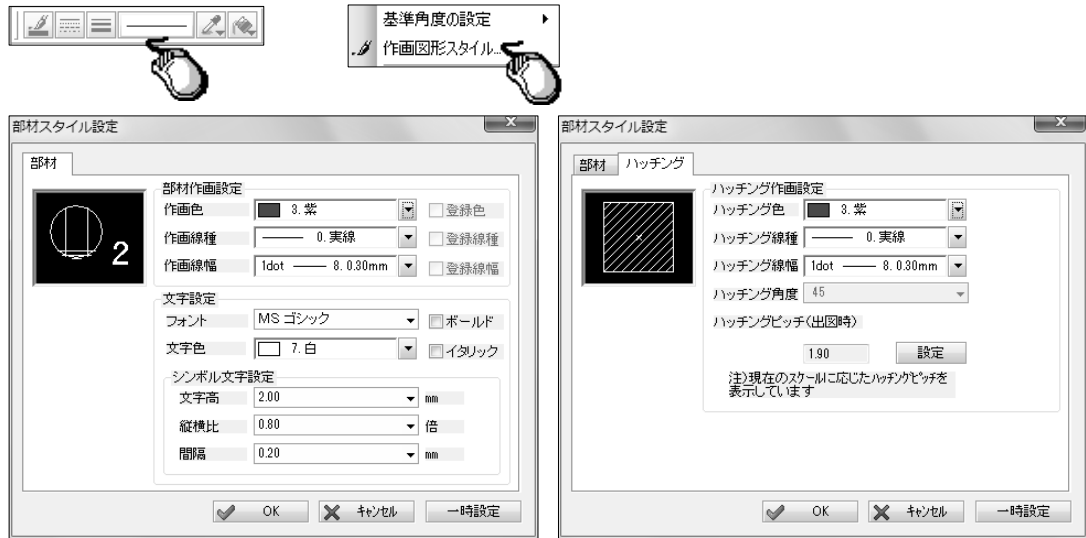 基準角度の設定
作画図形スタイル...
部材スタイル設定
部材
2
部材作画設定
作画色 3. 紫 登録色
作画線種 0. 実線 登録線種
作画線幅 1dot 8. 0.30mm 登録線幅
文字設定
フォント MS ゴシック ボールド
文字色 7. 白 イタリック
シンボル文字設定
文字高 2.00 mm
縦横比 0.80 倍
間隔 0.20 mm
OK キャンセル 一時設定
部材スタイル設定
部材 ハッチング
ハッチング作画設定
ハッチング色 3. 紫
ハッチング線種 0. 実線
ハッチング線幅 1dot 8. 0.30mm
ハッチング角度 45
ハッチングピッチ(出図時)
1.90 設定
注)現在のスケールに応じたハッチングピッチを
表示しています
OK キャンセル 一時設定